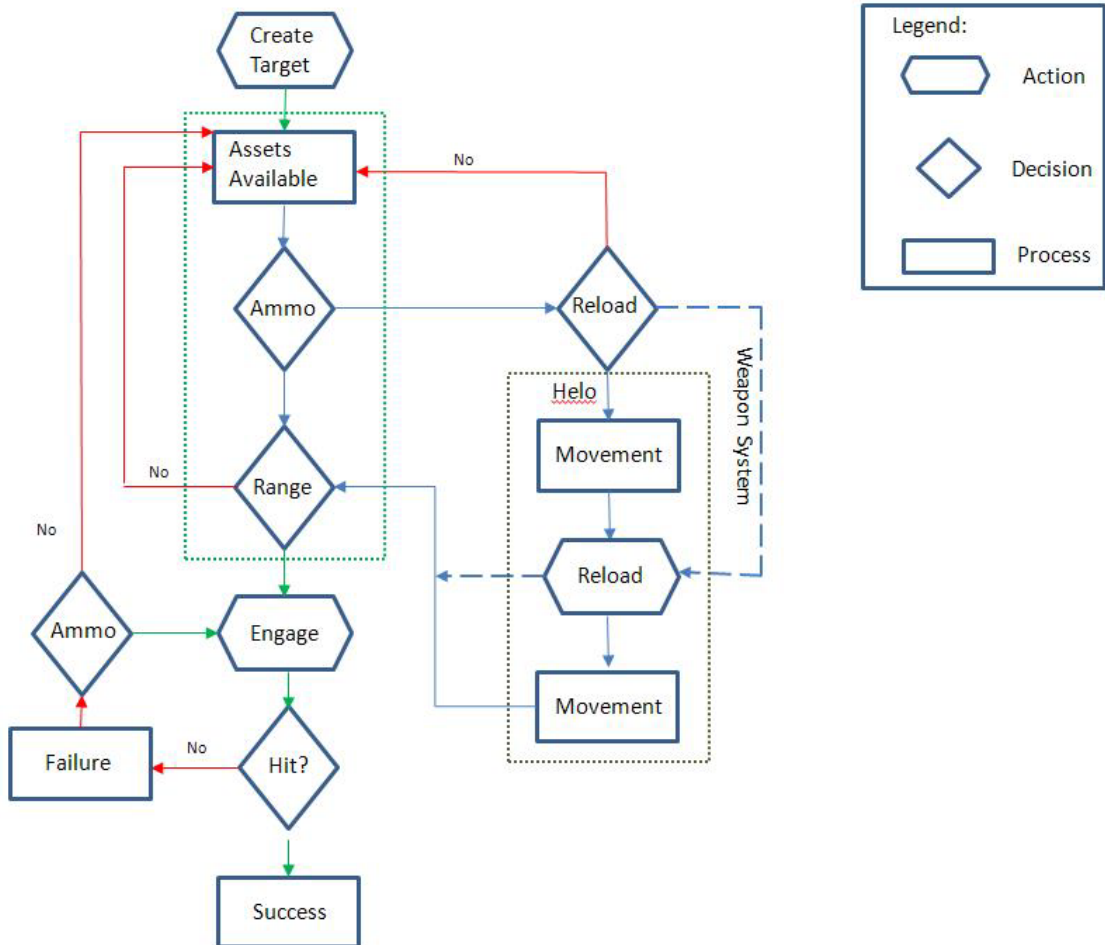 Create
Target
Legend:
Action
Decision
Process
Assets
Available
No
Ammo
Reload
Weapon System
Helo
Movement
No
Range
No
Reload
Ammo
Engage
Movement
No
Failure
Hit?
Success